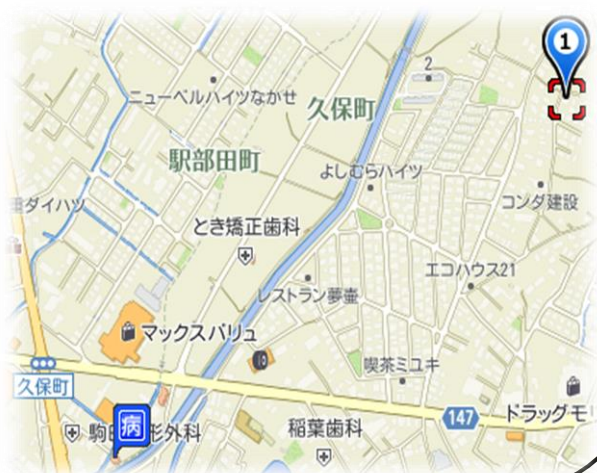 1
2
ニューベルハイツながせ
久保町
駅部田町
よしむらハイツ
ダイハツ
コンダ建設
とき矯正歯科
エコハウス21
レストラン夢壷
マックスバリュ
久保町
喫茶ミユキ
147
ドラッグモ
病
形外科
稲葉歯科